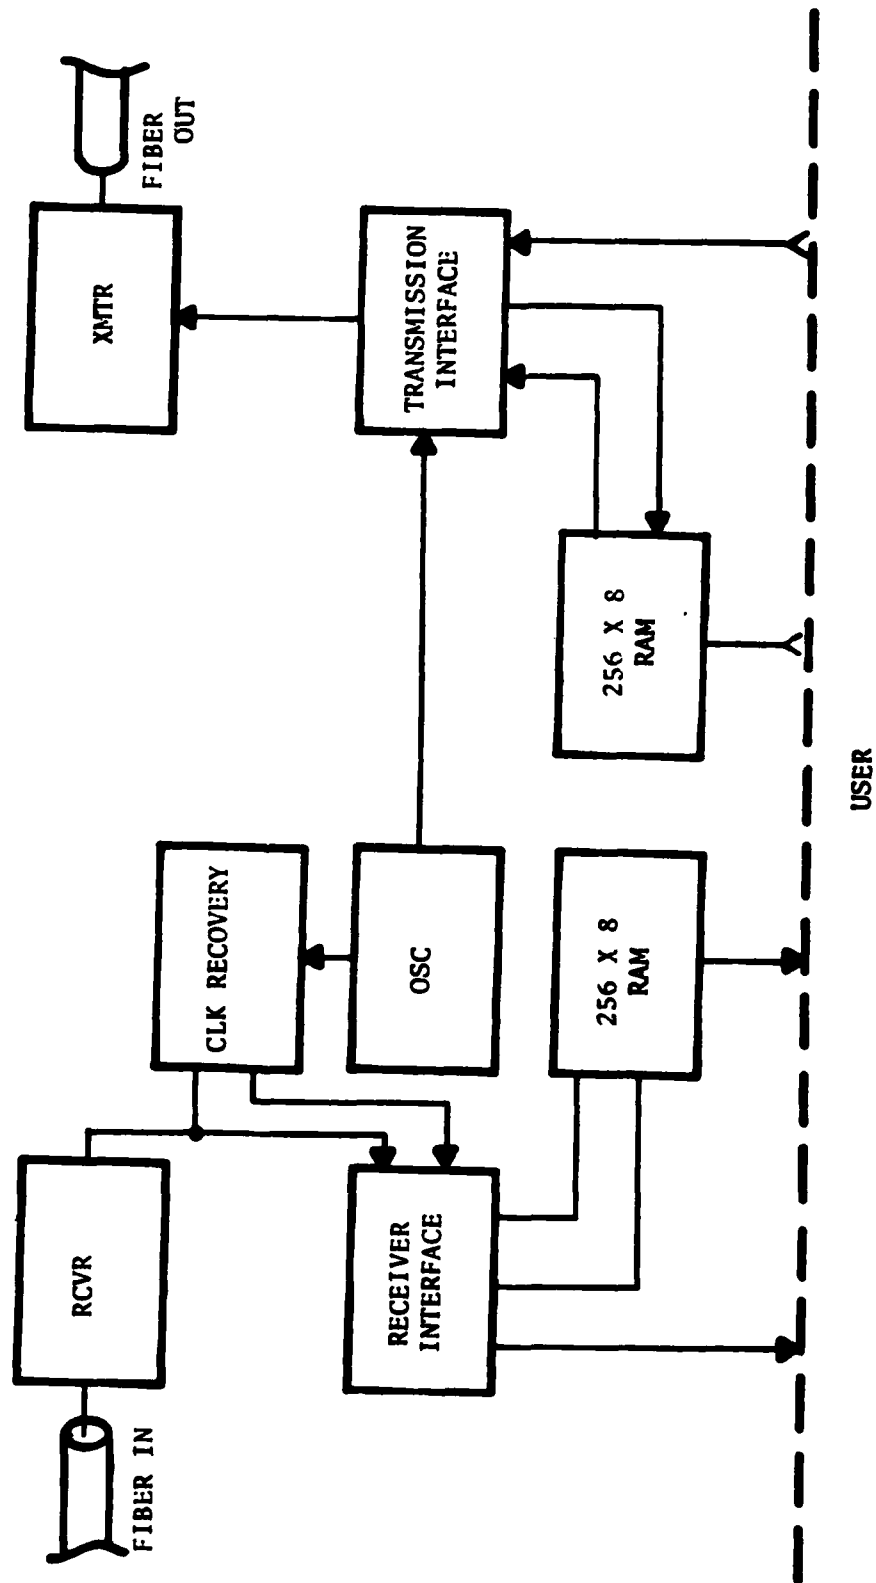 FIBER IN
RCVR
CLK RECOVERY
XMTR
FIBER
OUT
RECEIVER
INTERFACE
OSC
TRANSMISSION
INTERFACE
256 X 8
RAM
256 X 8
RAM
USER